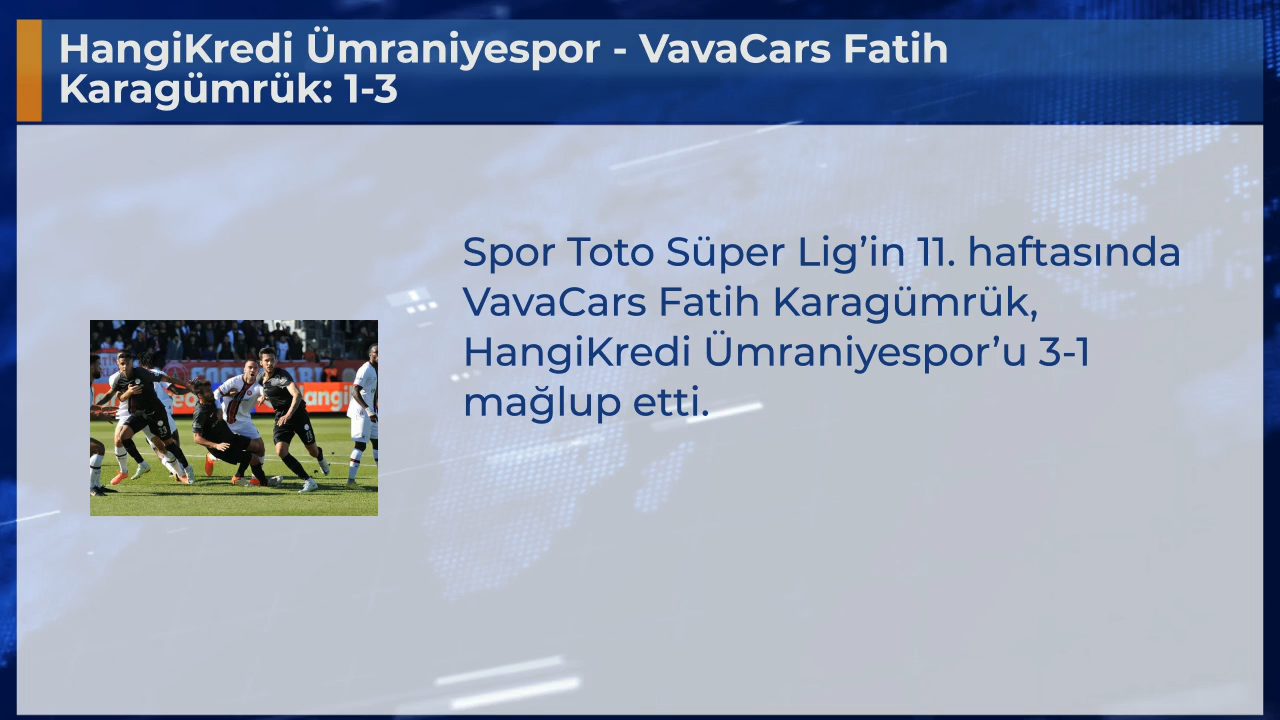 HangiKredi Ümraniyespor - VavaCars Fatih
Karagümrük: 1-3
Spor Toto Süper Lig’in 11. haftasında
VavaCars Fatih Karagümrük,
HangiKredi Ümraniyespor’u 3-1
mağlup etti.